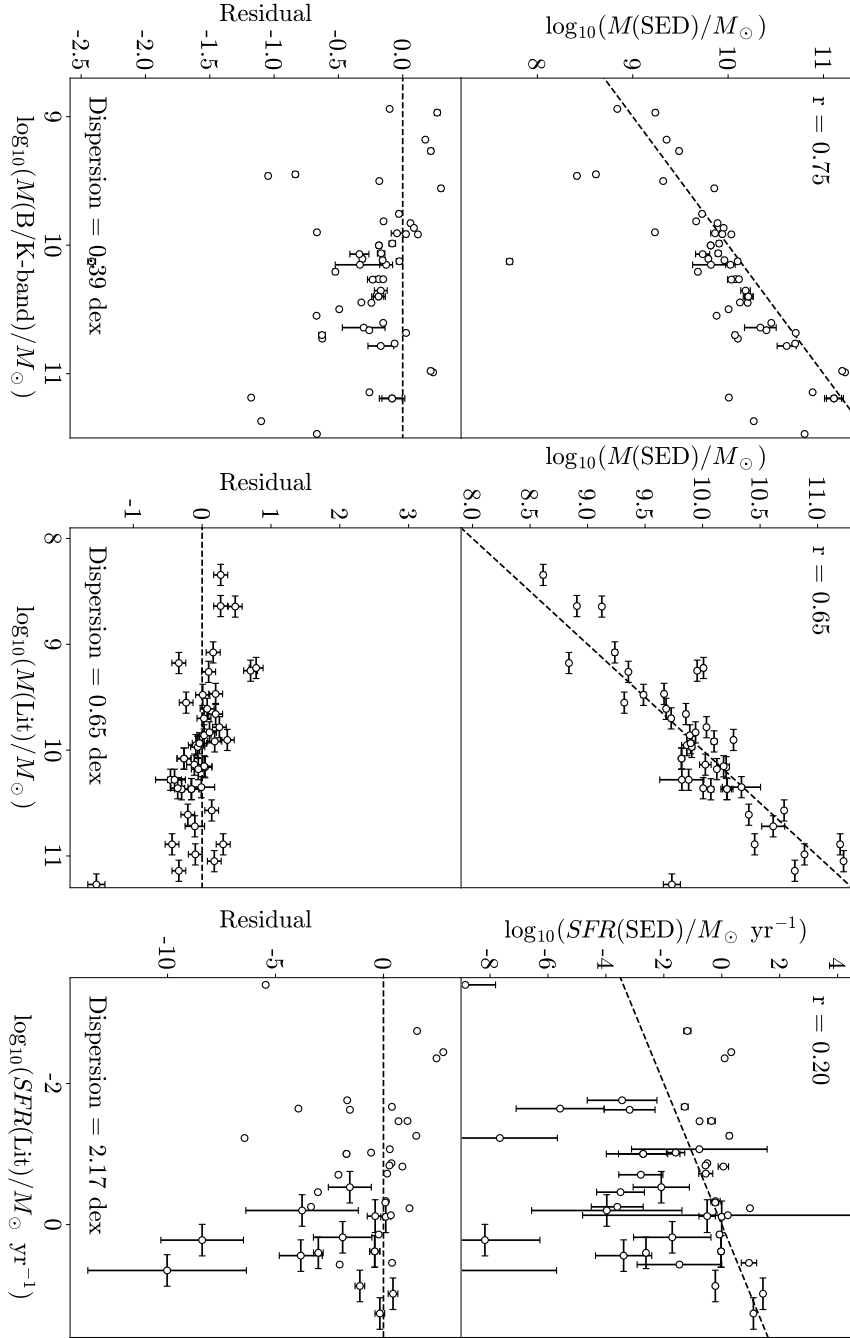 log₁₀(M(SED)/M⊙)
11
10
9
8
r = 0.75
Residual
0.0
-0.5
-1.0
-1.5
-2.0
-2.5
Dispersion = 0.39 dex
9 10 11
log₁₀(M(B/K-band)/M⊙)
log₁₀(M(SED)/M⊙)
11.0
10.5
10.0
9.5
9.0
8.5
8.0
r = 0.65
Residual
3
2
1
0
-1
Dispersion = 0.65 dex
8 9 10 11
log₁₀(M(Lit)/M⊙)
log₁₀(SFR(SED)/M⊙ yr⁻¹)
4
2
0
-2
-4
-6
-8
r = 0.20
Residual
0
-5
-10
Dispersion = 2.17 dex
-2 0
log₁₀(SFR(Lit)/M⊙ yr⁻¹)